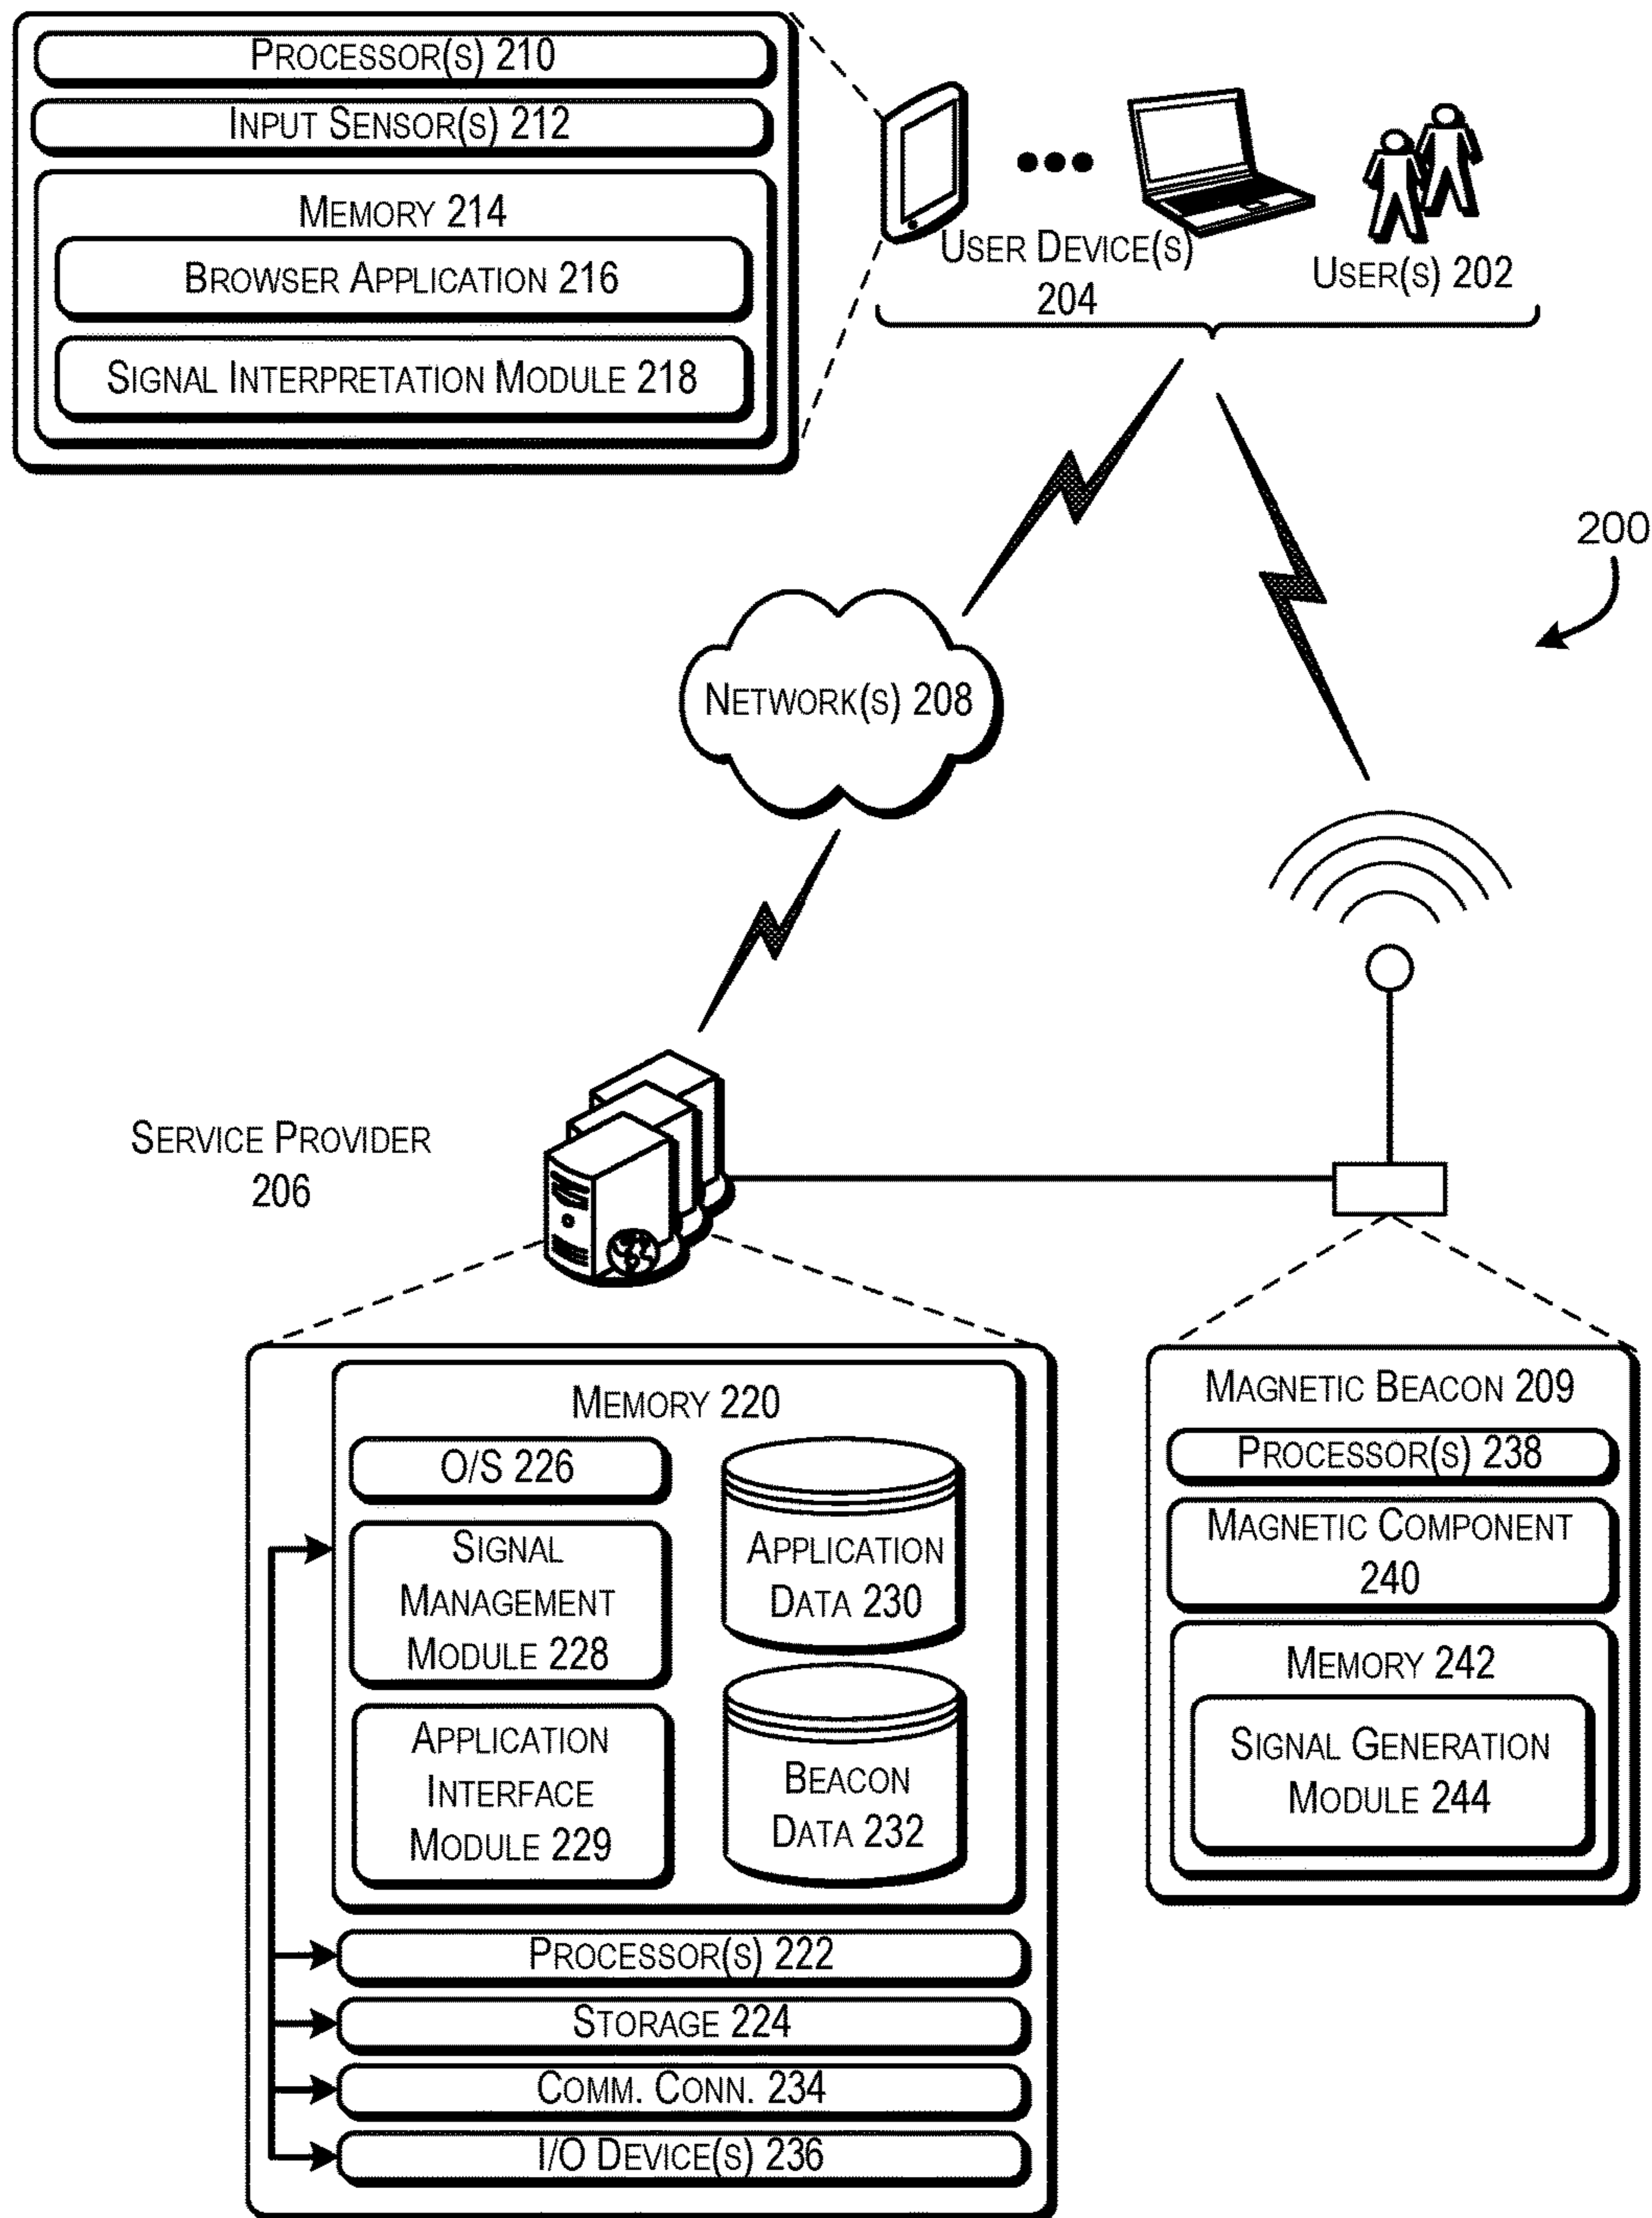 PROCESSOR(S) 210
INPUT SENSOR(S) 212
MEMORY 214
BROWSER APPLICATION 216
SIGNAL INTERPRETATION MODULE 218
USER DEVICE(S)
204
USER(S) 202
200
NETWORK(S) 208
SERVICE PROVIDER
206
MEMORY 220
O/S 226
SIGNAL
MANAGEMENT
MODULE 228
APPLICATION
INTERFACE
MODULE 229
APPLICATION
DATA 230
BEACON
DATA 232
PROCESSOR(S) 222
STORAGE 224
COMM. CONN. 234
I/O DEVICE(S) 236
MAGNETIC BEACON 209
PROCESSOR(S) 238
MAGNETIC COMPONENT
240
MEMORY 242
SIGNAL GENERATION
MODULE 244